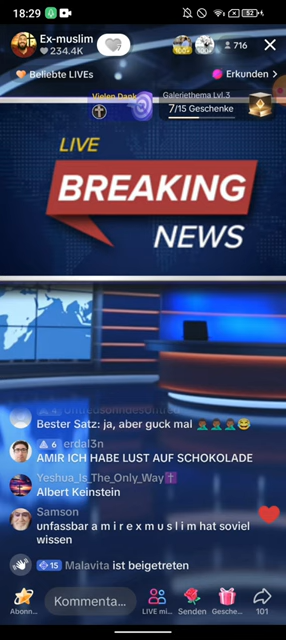 18:29
52
Ex-muslim
234.4K
716
Beliebte LIVEs
Erkunden >
Vielen Dank
Galeriethema Lvl.3
7/15 Geschenke
LIVE
BREAKING
NEWS
Bester Satz: ja, aber guck mal
6 erdal3n
AMIR ICH HABE LUST AUF SCHOKOLADE
Yeshua_Is_The_Only_Way
Albert Keinstein
Samson
unfassbar a m i r e x m u s l i m hat soviel
wissen
15 Malavita ist beigetreten
Kommenta...
Abonn...
LIVE mi...
Senden
Gesche...
101